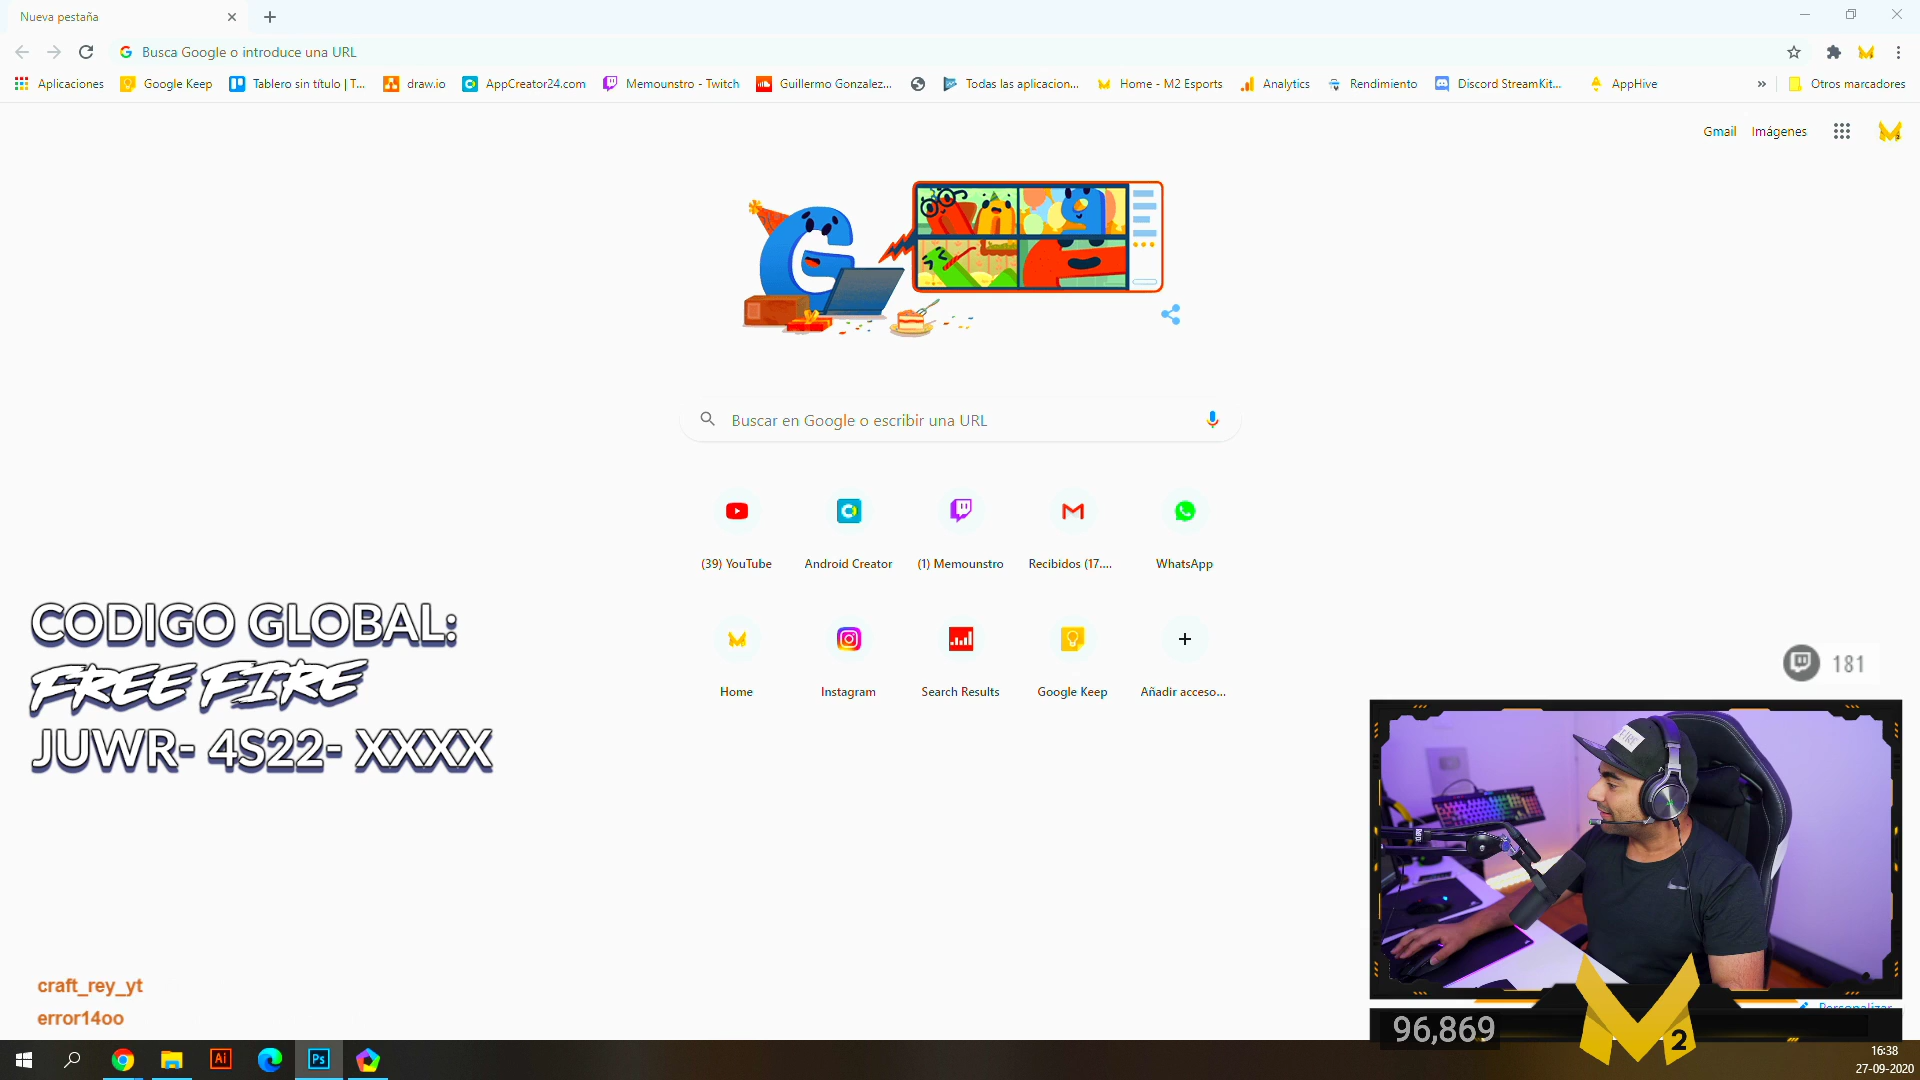 Nueva pestaña
Busca Google o introduce una URL
Aplicaciones Google Keep Tablero sin título | T... draw.io AppCreator24.com Memounstro - Twitch Guillermo Gonzalez... Todas las aplicacion... Home - M2 Esports Analytics Rendimiento Discord StreamKit... AppHive » Otros marcadores
Gmail Imágenes
Buscar en Google o escribir una URL
(39) YouTube Android Creator (1) Memounstro Recibidos (17.... WhatsApp
Home Instagram Search Results Google Keep Añadir acceso...
CODIGO GLOBAL:
FREE FIRE
JUWR- 4S22- XXXX
181
craft_rey_yt
error14oo
Personalizar
96,869
2
Ai Ps
16:38
27-09-2020